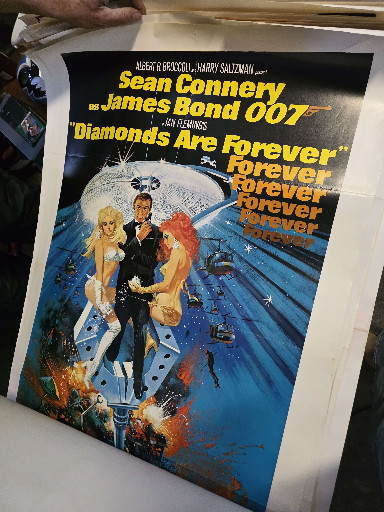 ALBERT R. BROCCOLI and HARRY SALTZMAN present
Sean Connery
as James Bond 007
in IAN FLEMING'S
"Diamonds Are Forever"
Forever
Forever
Forever
Forever
Forever